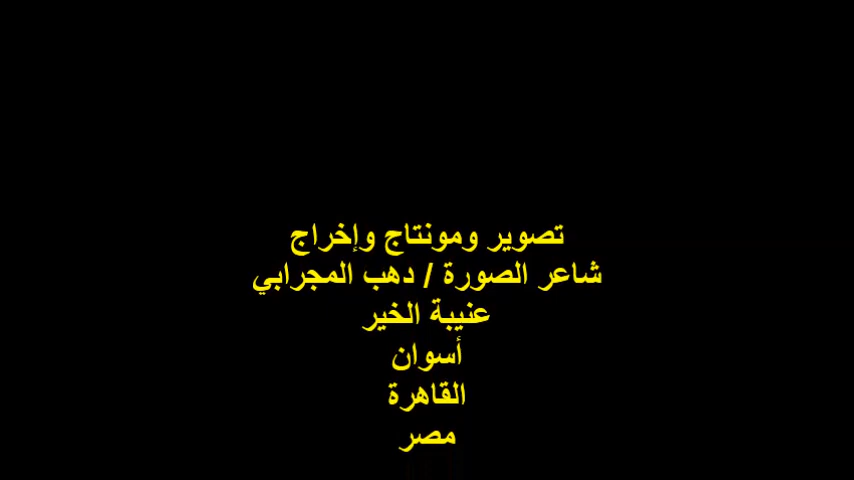 تصوير ومونتاج وإخراج
شاعر الصورة / دهب المجرابي
عنيبة الخير
أسوان
القاهرة
مصر